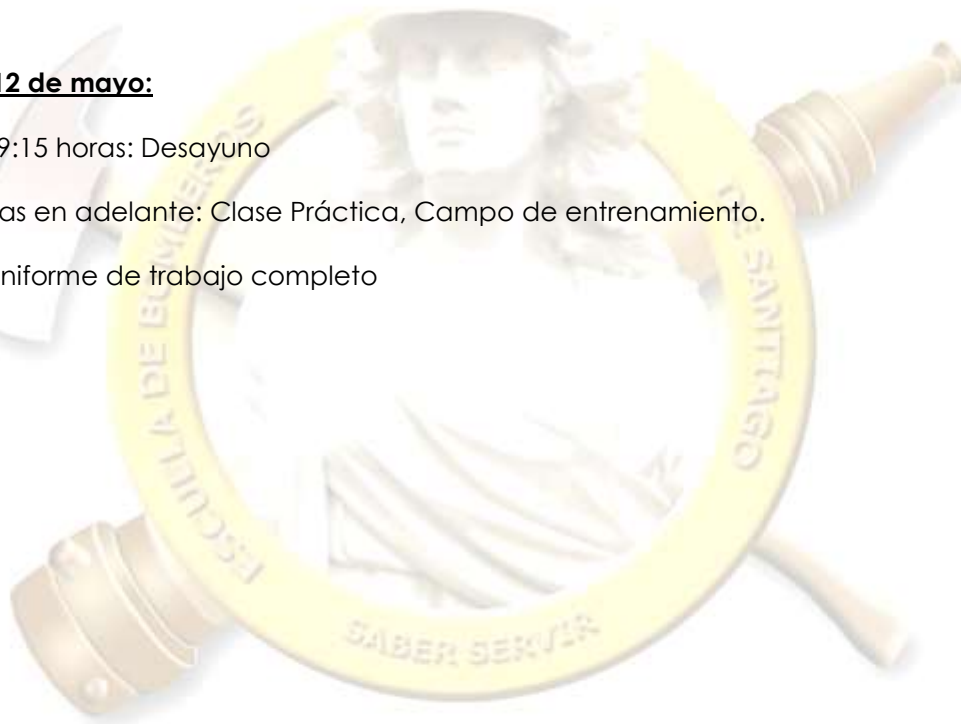 12 de mayo:
9:15 horas: Desayuno
as en adelante: Clase Práctica, Campo de entrenamiento.
niforme de trabajo completo
ESCUELA DE BOMBEROS
DE SANTIAGO
SABER SERVIR